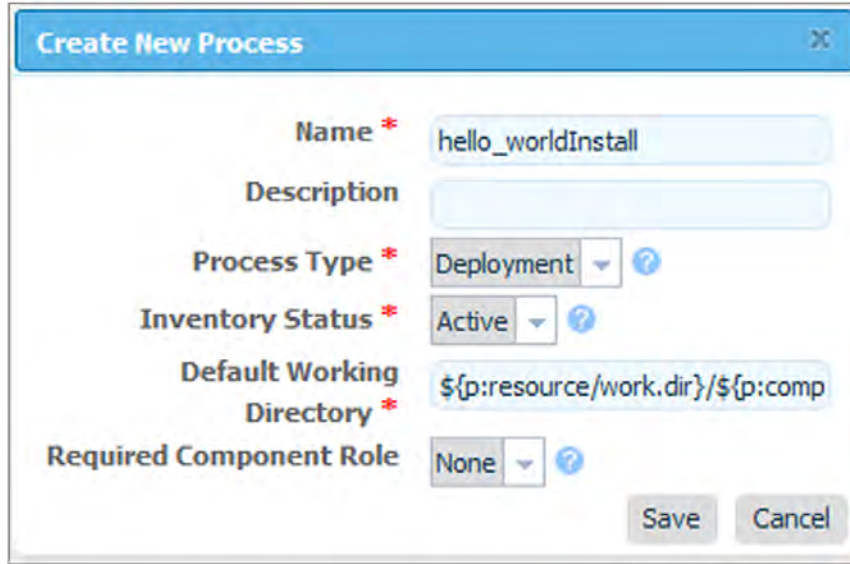 Create New Process
Name *
hello_worldInstall
Description
Process Type *
Deployment
Inventory Status *
Active
Default Working
Directory *
${p:resource/work.dir}/${p:comp
Required Component Role
None
Save
Cancel